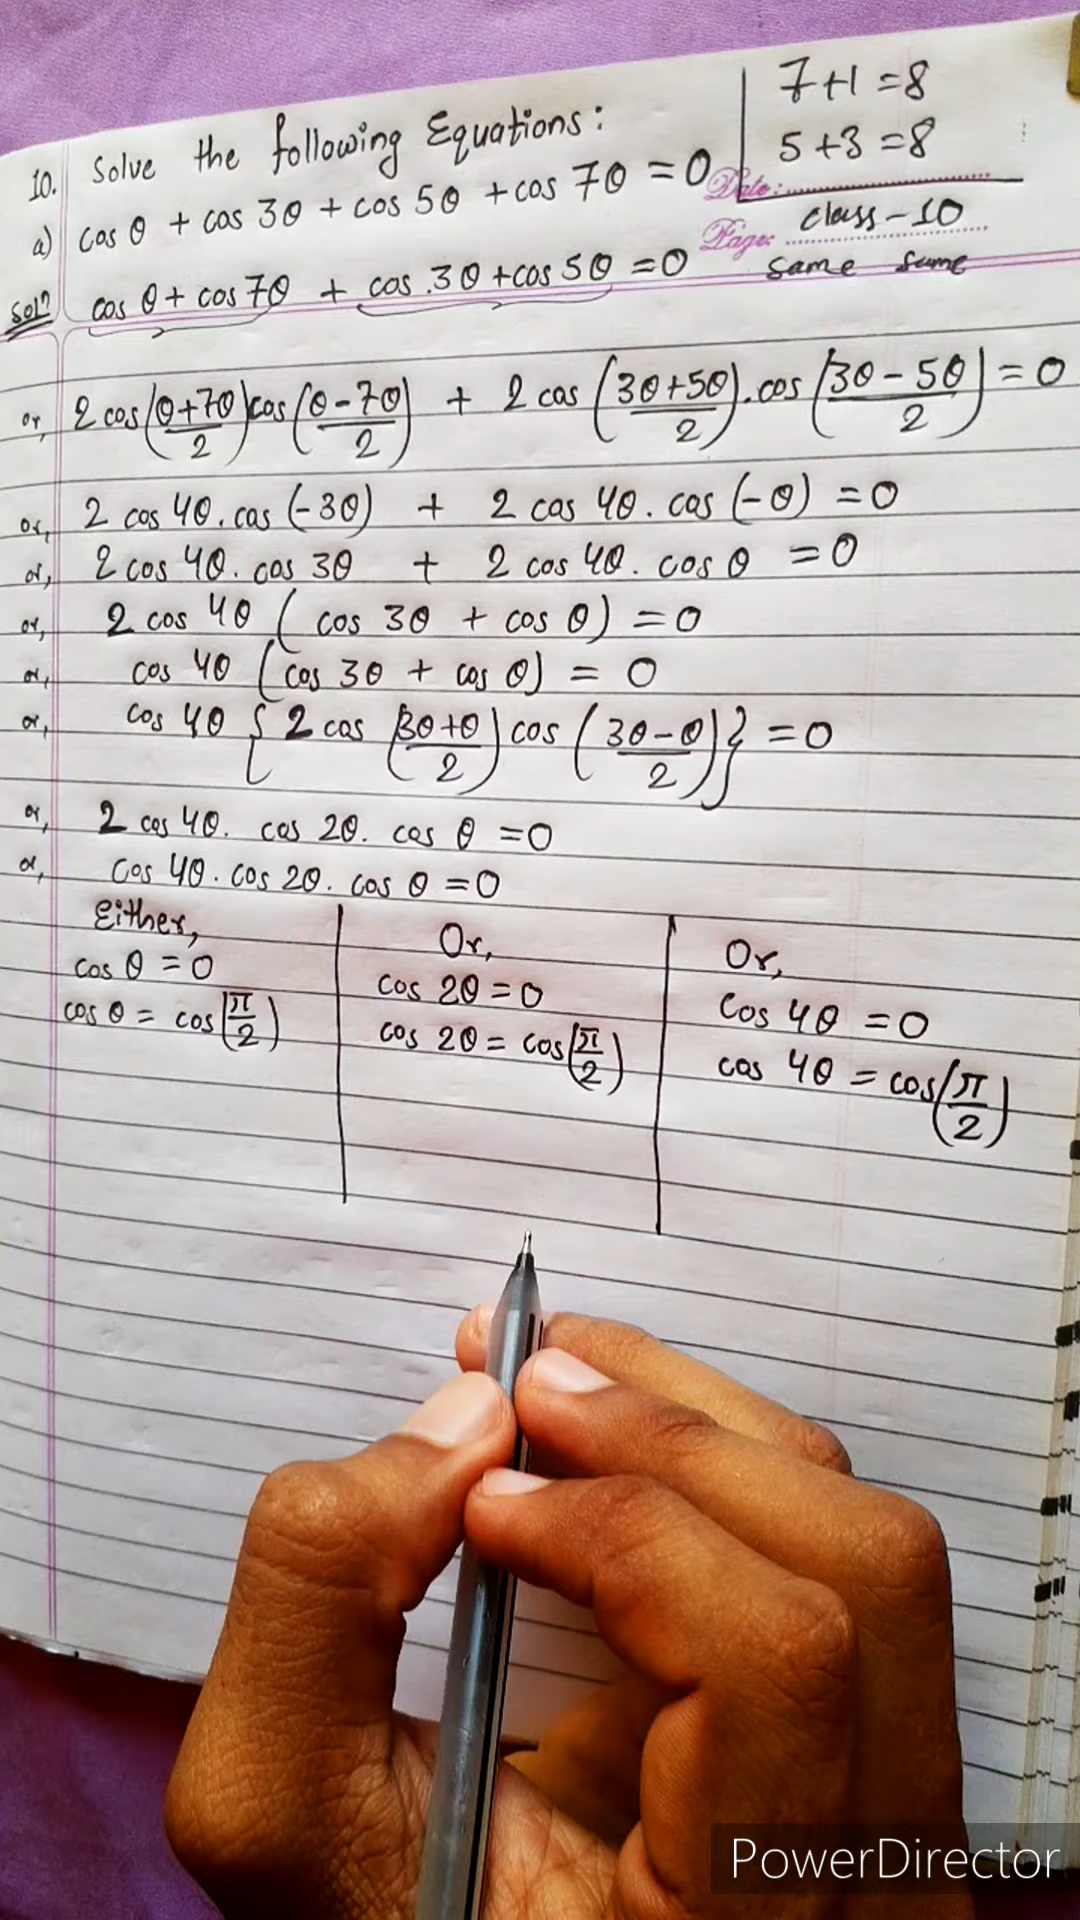 10. Solve the following Equations:
a) cos θ + cos 3θ + cos 5θ + cos 7θ = 0
7+1 = 8
5+3 = 8
Date:
Page:
class-10
same same
Solⁿ cos θ + cos 7θ + cos 3θ + cos 5θ = 0
or, 2 cos((θ+7θ)/2) cos((θ-7θ)/2) + 2 cos((3θ+5θ)/2) . cos((3θ-5θ)/2) = 0
or, 2 cos 4θ . cos (-3θ) + 2 cos 4θ . cos (-θ) = 0
or, 2 cos 4θ . cos 3θ + 2 cos 4θ . cos θ = 0
or, 2 cos 4θ ( cos 3θ + cos θ ) = 0
or, cos 4θ ( cos 3θ + cos θ ) = 0
or, cos 4θ { 2 cos ((3θ+θ)/2) cos ((3θ-θ)/2) } = 0
or, 2 cos 4θ . cos 2θ . cos θ = 0
or, cos 4θ . cos 2θ . cos θ = 0
Either,
cos θ = 0
cos θ = cos(π/2)
Or,
cos 2θ = 0
cos 2θ = cos(π/2)
Or,
cos 4θ = 0
cos 4θ = cos(π/2)
PowerDirector